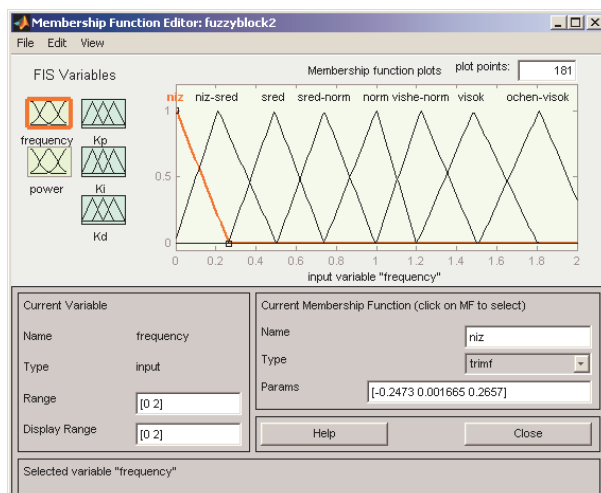 Membership Function Editor: fuzzyblock2
File Edit View
FIS Variables
Membership function plots plot points: 181
niz niz-sred sred sred-norm norm vishe-norm visok ochen-visok
frequency Kp
power Ki
Kd
1
0.5
0
0 0.2 0.4 0.6 0.8 1 1.2 1.4 1.6 1.8 2
input variable "frequency"
Current Variable
Name frequency
Type input
Range [0 2]
Display Range [0 2]
Current Membership Function (click on MF to select)
Name niz
Type trimf
Params [-0.2473 0.001665 0.2657]
Help Close
Selected variable "frequency"